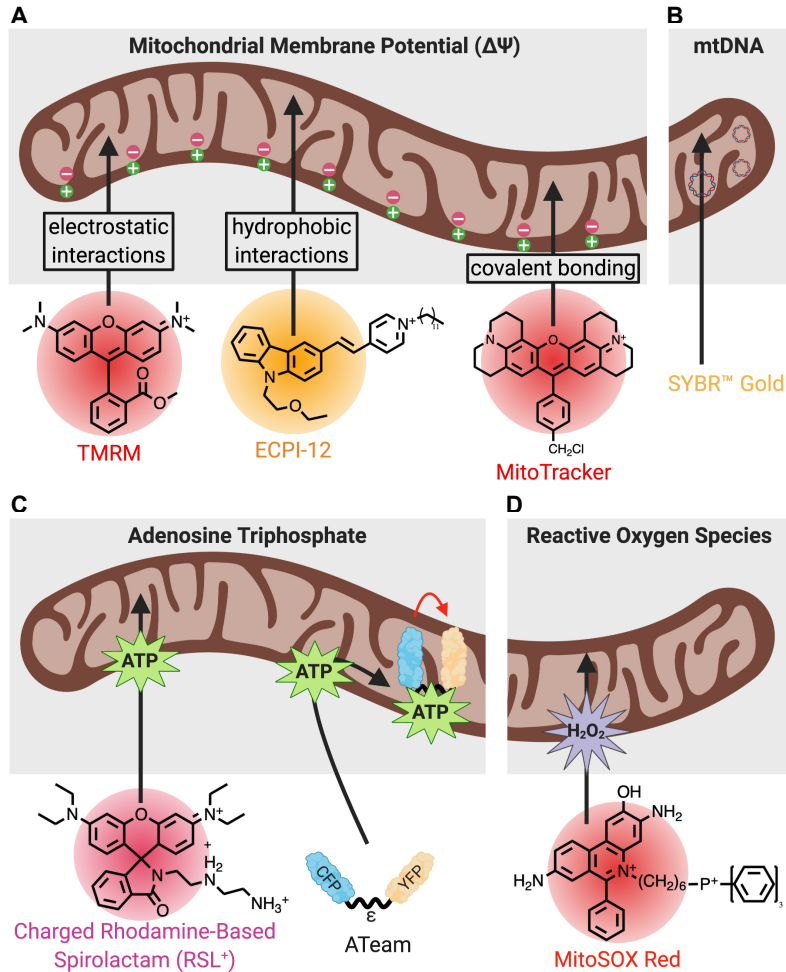 A
Mitochondrial Membrane Potential (ΔΨ)
B
mtDNA
electrostatic
interactions
hydrophobic
interactions
covalent bonding
N
O
N⁺
O
O
N⁺
11
N
O
N
O
N⁺
CH₂Cl
TMRM
ECPI-12
MitoTracker
SYBR™ Gold
C
Adenosine Triphosphate
D
Reactive Oxygen Species
ATP
ATP
ATP
H₂O₂
N
O
N⁺
+
H₂
N
N
O
NH₃⁺
Charged Rhodamine-Based
Spirolactam (RSL⁺)
CFP
YFP
ε
ATeam
OH
NH₂
H₂N
N⁺
(CH₂)₆
P⁺
3
MitoSOX Red